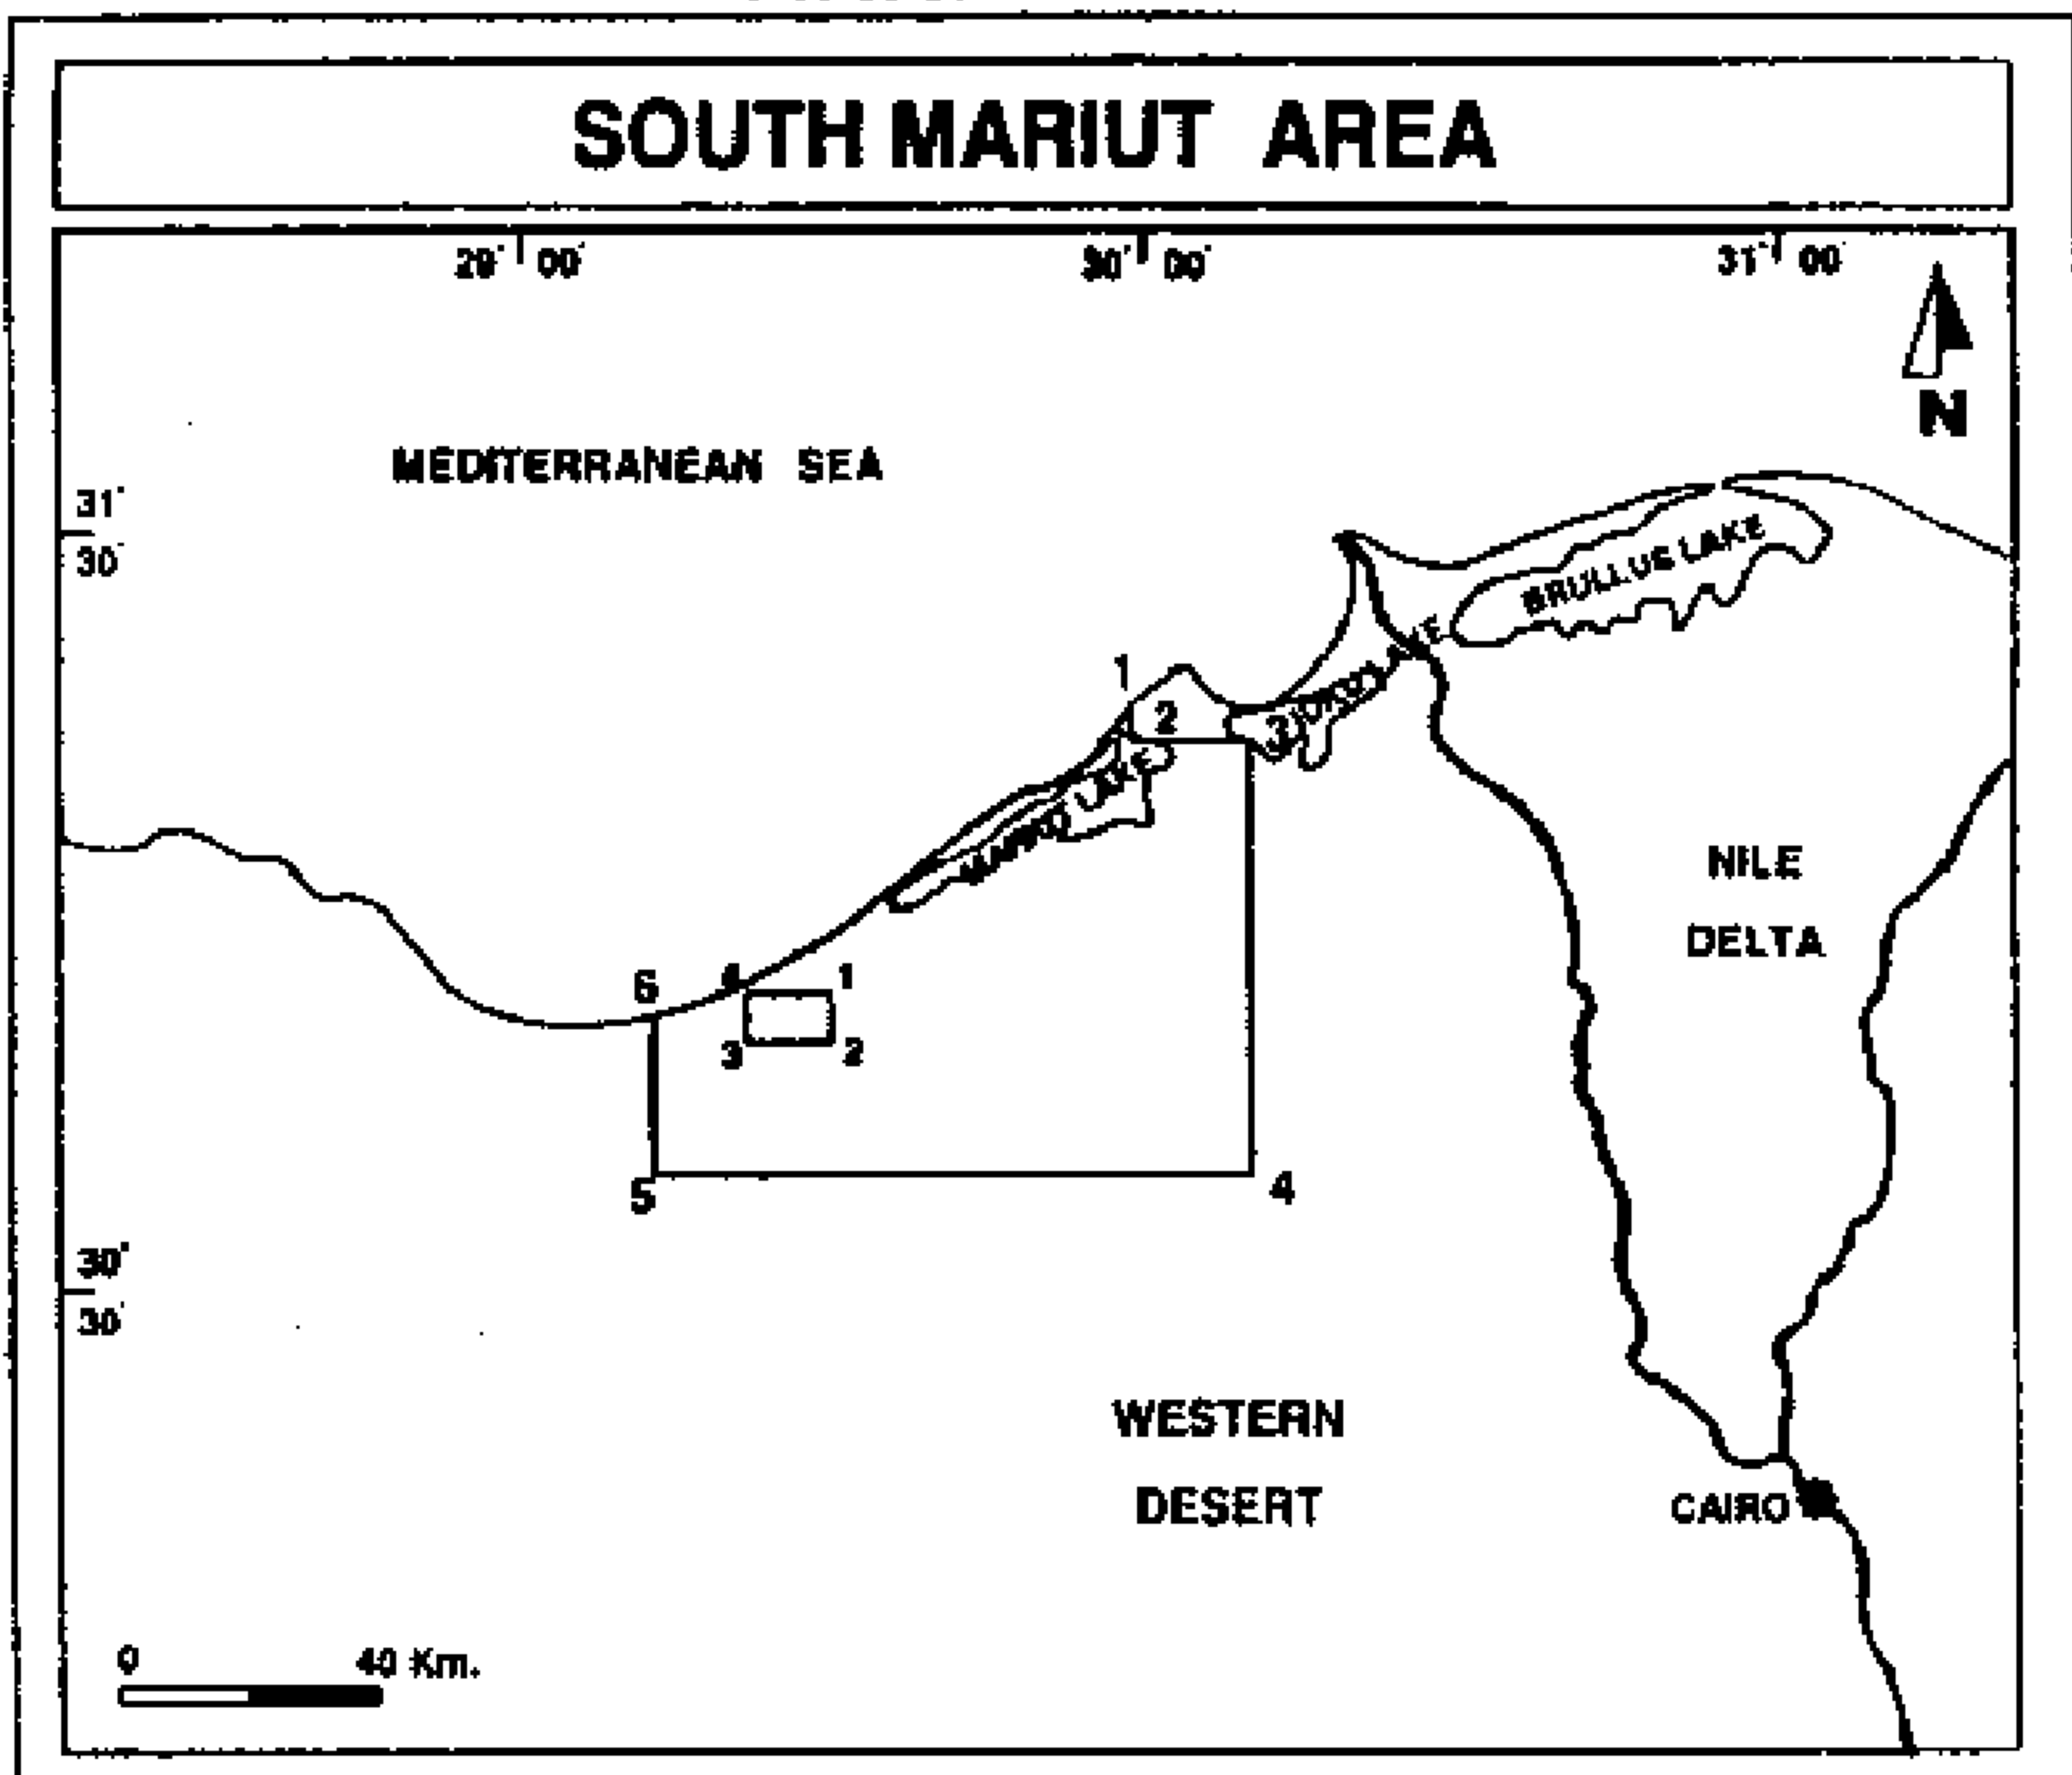 SOUTH MARIUT AREA
29° 00' 30° 00' 31° 00'
N
MEDITERRANEAN SEA
31°
30'
BRULLUS LAKE
1
2
3
LAKE
NILE
DELTA
6 4 1
3 2
5 4
30°
30'
WESTERN
DESERT
CAIRO
0 40 Km.